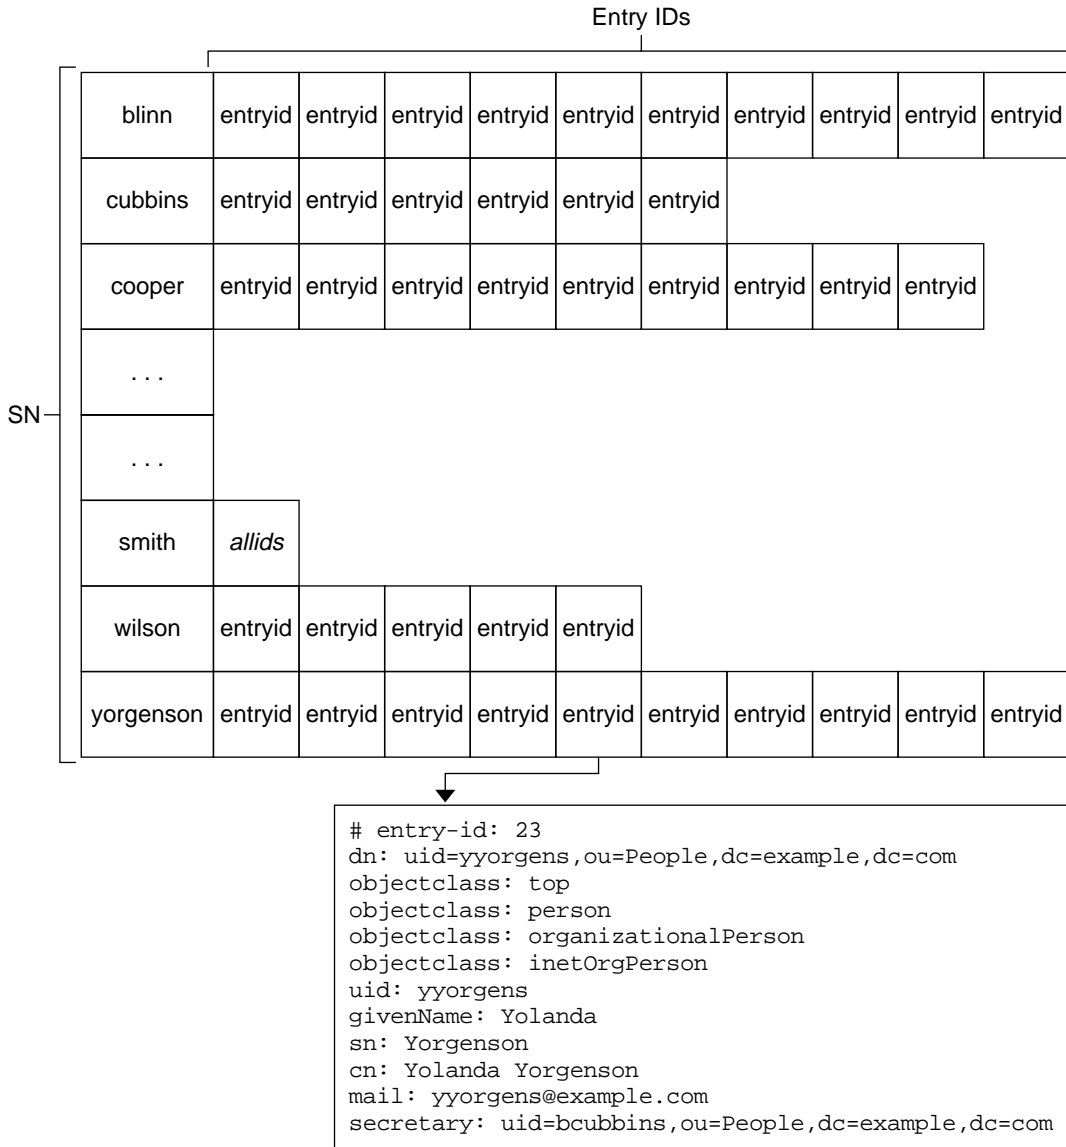 Entry IDs
blinn entryid entryid entryid entryid entryid entryid entryid entryid entryid entryid
cubbins entryid entryid entryid entryid entryid entryid
cooper entryid entryid entryid entryid entryid entryid entryid entryid entryid
. . .
SN
. . .
smith allids
wilson entryid entryid entryid entryid entryid
yorgenson entryid entryid entryid entryid entryid entryid entryid entryid entryid entryid
# entry-id: 23
dn: uid=yyorgens,ou=People,dc=example,dc=com
objectclass: top
objectclass: person
objectclass: organizationalPerson
objectclass: inetOrgPerson
uid: yyorgens
givenName: Yolanda
sn: Yorgenson
cn: Yolanda Yorgenson
mail: yyorgens@example.com
secretary: uid=bcubbins,ou=People,dc=example,dc=com